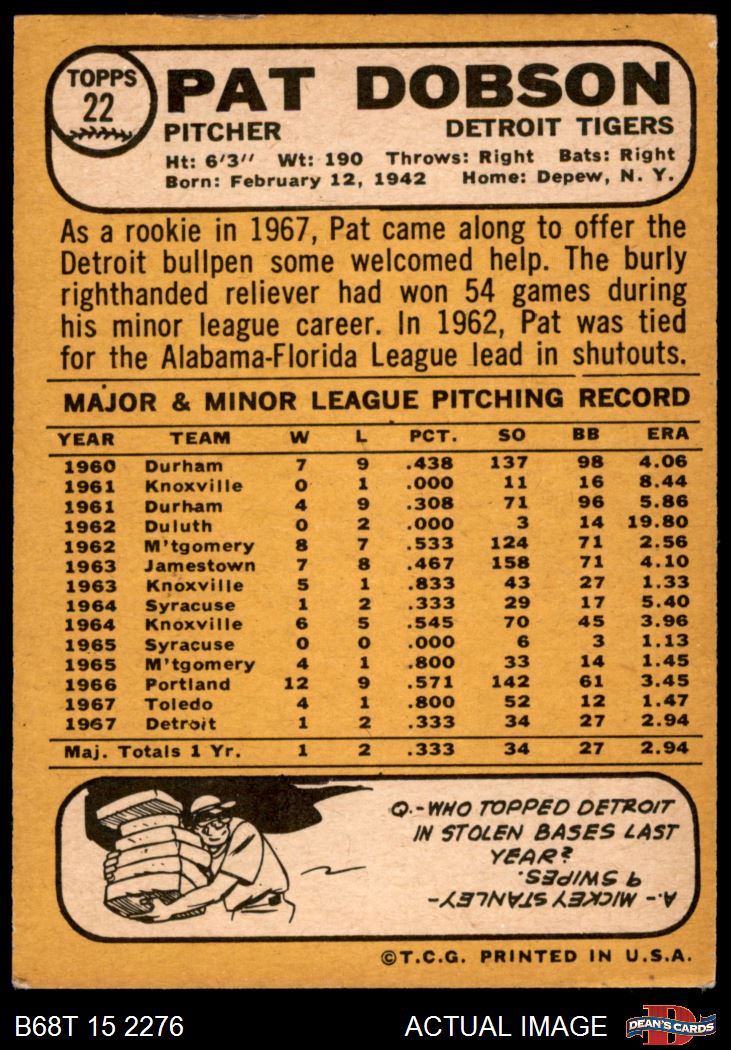 TOPPS
22
PAT DOBSON
PITCHER DETROIT TIGERS
Ht: 6'3" Wt: 190 Throws: Right Bats: Right
Born: February 12, 1942 Home: Depew, N. Y.
As a rookie in 1967, Pat came along to offer the
Detroit bullpen some welcomed help. The burly
righthanded reliever had won 54 games during
his minor league career. In 1962, Pat was tied
for the Alabama-Florida League lead in shutouts.
MAJOR & MINOR LEAGUE PITCHING RECORD
YEAR TEAM W L PCT. SO BB ERA
1960 Durham 7 9 .438 137 98 4.06
1961 Knoxville 0 1 .000 11 16 8.44
1961 Durham 4 9 .308 71 96 5.86
1962 Duluth 0 2 .000 3 14 19.80
1962 M'tgomery 8 7 .533 124 71 2.56
1963 Jamestown 7 8 .467 158 71 4.10
1963 Knoxville 5 1 .833 43 27 1.33
1964 Syracuse 1 2 .333 29 17 5.40
1964 Knoxville 6 5 .545 70 45 3.96
1965 Syracuse 0 0 .000 6 3 1.13
1965 M'tgomery 4 1 .800 33 14 1.45
1966 Portland 12 9 .571 142 61 3.45
1967 Toledo 4 1 .800 52 12 1.47
1967 Detroit 1 2 .333 34 27 2.94
Maj. Totals 1 Yr. 1 2 .333 34 27 2.94
Q.-WHO TOPPED DETROIT
IN STOLEN BASES LAST
YEAR?
A.- MICKEY STANLEY-
9 SWIPES.
©T.C.G. PRINTED IN U.S.A.
B68T 15 2276 ACTUAL IMAGE
D
DEAN'S CARDS